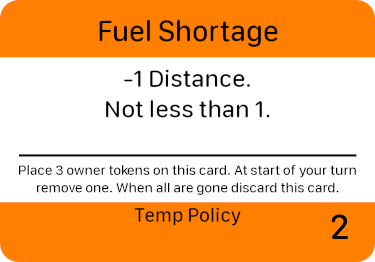 Fuel Shortage
-1 Distance.
Not less than 1.
Place 3 owner tokens on this card. At start of your turn
remove one. When all are gone discard this card.
Temp Policy
2